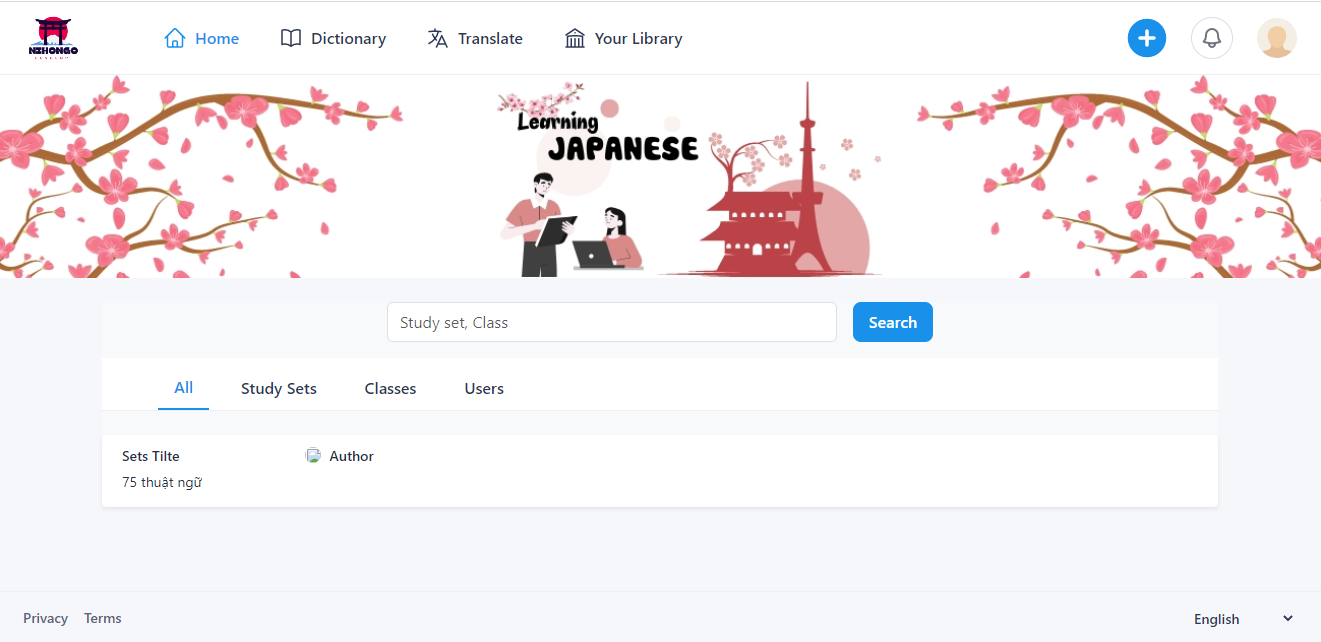 NIHONGO
LEVELUP
Home
Dictionary
Translate
Your Library
Learning
JAPANESE
Study set, Class
Search
All
Study Sets
Classes
Users
Sets Tilte
Author
75 thuật ngữ
Privacy
Terms
English